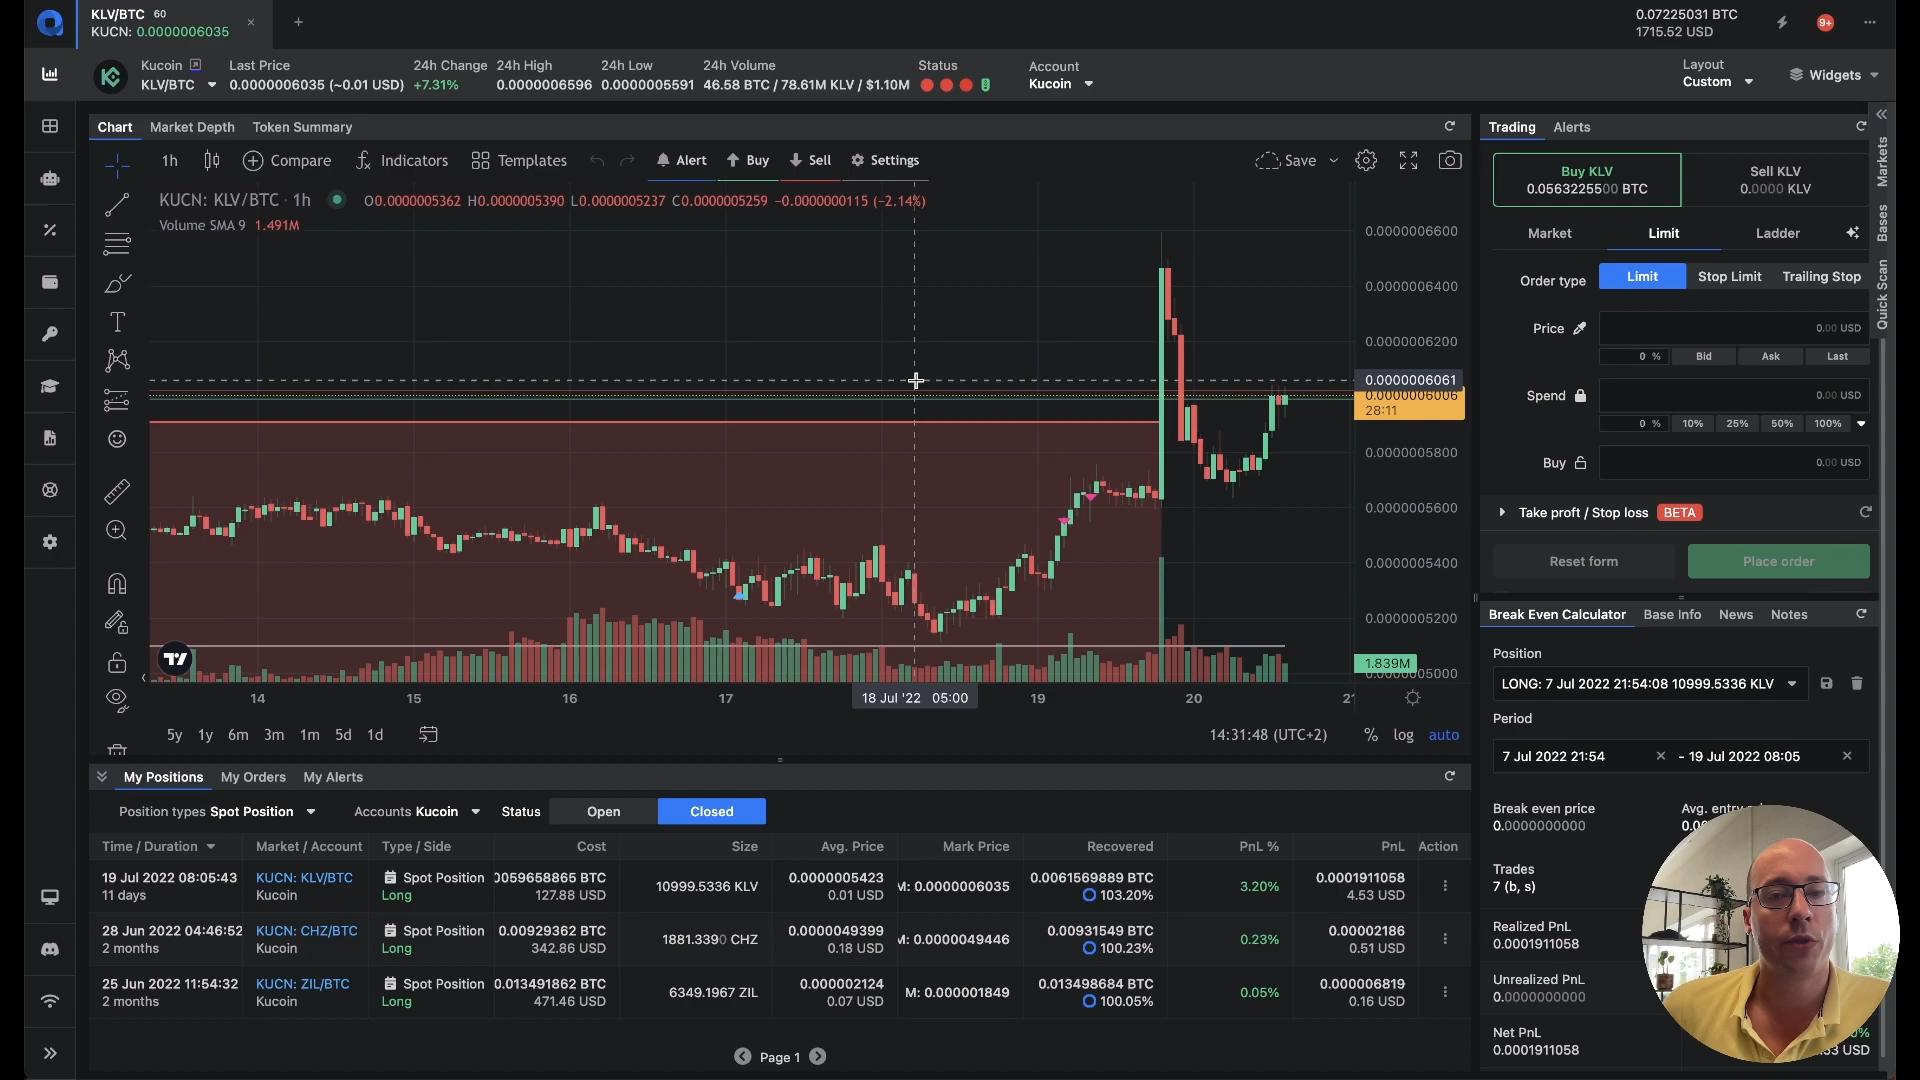 KLV/BTC 60
KUCN: 0.0000006035
0.07225031 BTC
1715.52 USD
9+
Kucoin
KLV/BTC
Last Price
0.0000006035 (~0.01 USD)
24h Change
+7.31%
24h High
0.0000006596
24h Low
0.0000005591
24h Volume
46.58 BTC / 78.61M KLV / $1.10M
Status
Account
Kucoin
Layout
Custom
Widgets
Chart Market Depth Token Summary
1h Compare Indicators Templates Alert Buy Sell Settings Save
KUCN: KLV/BTC · 1h O0.0000005362 H0.0000005390 L0.0000005237 C0.0000005259 −0.0000000115 (−2.14%)
Volume SMA 9 1.491M
0.0000006600
0.0000006400
0.0000006200
0.0000006061
0.0000006006
28:11
0.0000005800
0.0000005600
0.0000005400
0.0000005200
1.839M
0.0000005000
14 15 16 17 18 Jul '22 05:00 19 20 21
5y 1y 6m 3m 1m 5d 1d
14:31:48 (UTC+2) % log auto
Trading Alerts
Buy KLV
0.0563225500 BTC
Sell KLV
0.0000 KLV
Market Limit Ladder
Order type Limit Stop Limit Trailing Stop
Price 0.00 USD
0 % Bid Ask Last
Spend 0.00 USD
0 % 10% 25% 50% 100%
Buy 0.00 USD
Take proft / Stop loss BETA
Reset form Place order
Markets
Bases
Quick Scan
Break Even Calculator Base Info News Notes
Position
LONG: 7 Jul 2022 21:54:08 10999.5336 KLV
Period
7 Jul 2022 21:54 - 19 Jul 2022 08:05
Break even price
0.0000000000
Avg. entry
Trades
7 (b, s)
Realized PnL
0.0001911058
Unrealized PnL
0.0000000000
Net PnL
0.0001911058
USD
My Positions My Orders My Alerts
Position types Spot Position Accounts Kucoin Status Open Closed
Time / Duration Market / Account Type / Side Cost Size Avg. Price Mark Price Recovered PnL % PnL Action
19 Jul 2022 08:05:43 KUCN: KLV/BTC Spot Position 0059658865 BTC 10999.5336 KLV 0.0000005423 M: 0.0000006035 0.0061569889 BTC 3.20% 0.0001911058
11 days Kucoin Long 127.88 USD 0.01 USD 103.20% 4.53 USD
28 Jun 2022 04:46:52 KUCN: CHZ/BTC Spot Position 0.00929362 BTC 1881.3390 CHZ 0.0000049399 M: 0.0000049446 0.00931549 BTC 0.23% 0.00002186
2 months Kucoin Long 342.86 USD 0.18 USD 100.23% 0.51 USD
25 Jun 2022 11:54:32 KUCN: ZIL/BTC Spot Position 0.013491862 BTC 6349.1967 ZIL 0.000002124 M: 0.000001849 0.013498684 BTC 0.05% 0.000006819
2 months Kucoin Long 471.46 USD 0.07 USD 100.05% 0.16 USD
Page 1